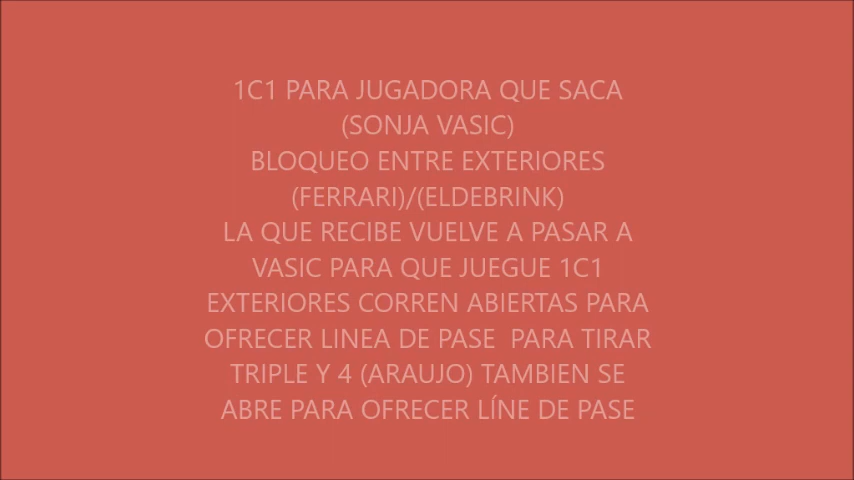 1C1 PARA JUGADORA QUE SACA
(SONJA VASIC)
BLOQUEO ENTRE EXTERIORES
(FERRARI)/(ELDEBRINK)
LA QUE RECIBE VUELVE A PASAR A
VASIC PARA QUE JUEGUE 1C1
EXTERIORES CORREN ABIERTAS PARA
OFRECER LINEA DE PASE  PARA TIRAR
TRIPLE Y 4 (ARAUJO) TAMBIEN SE
ABRE PARA OFRECER LÍNE DE PASE